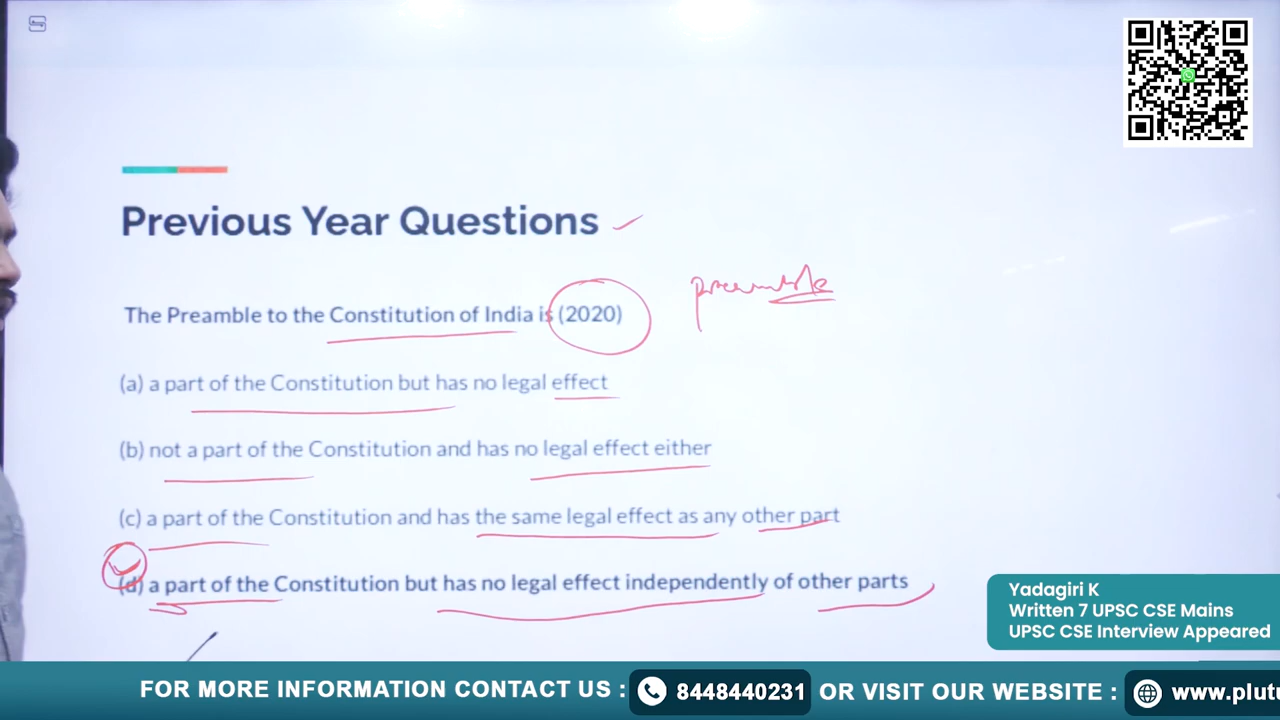 Previous Year Questions
The Preamble to the Constitution of India is (2020)
preamble
(a) a part of the Constitution but has no legal effect
(b) not a part of the Constitution and has no legal effect either
(c) a part of the Constitution and has the same legal effect as any other part
(d) a part of the Constitution but has no legal effect independently of other parts
Yadagiri K
Written 7 UPSC CSE Mains
UPSC CSE Interview Appeared
FOR MORE INFORMATION CONTACT US : 8448440231 OR VISIT OUR WEBSITE : www.plutu